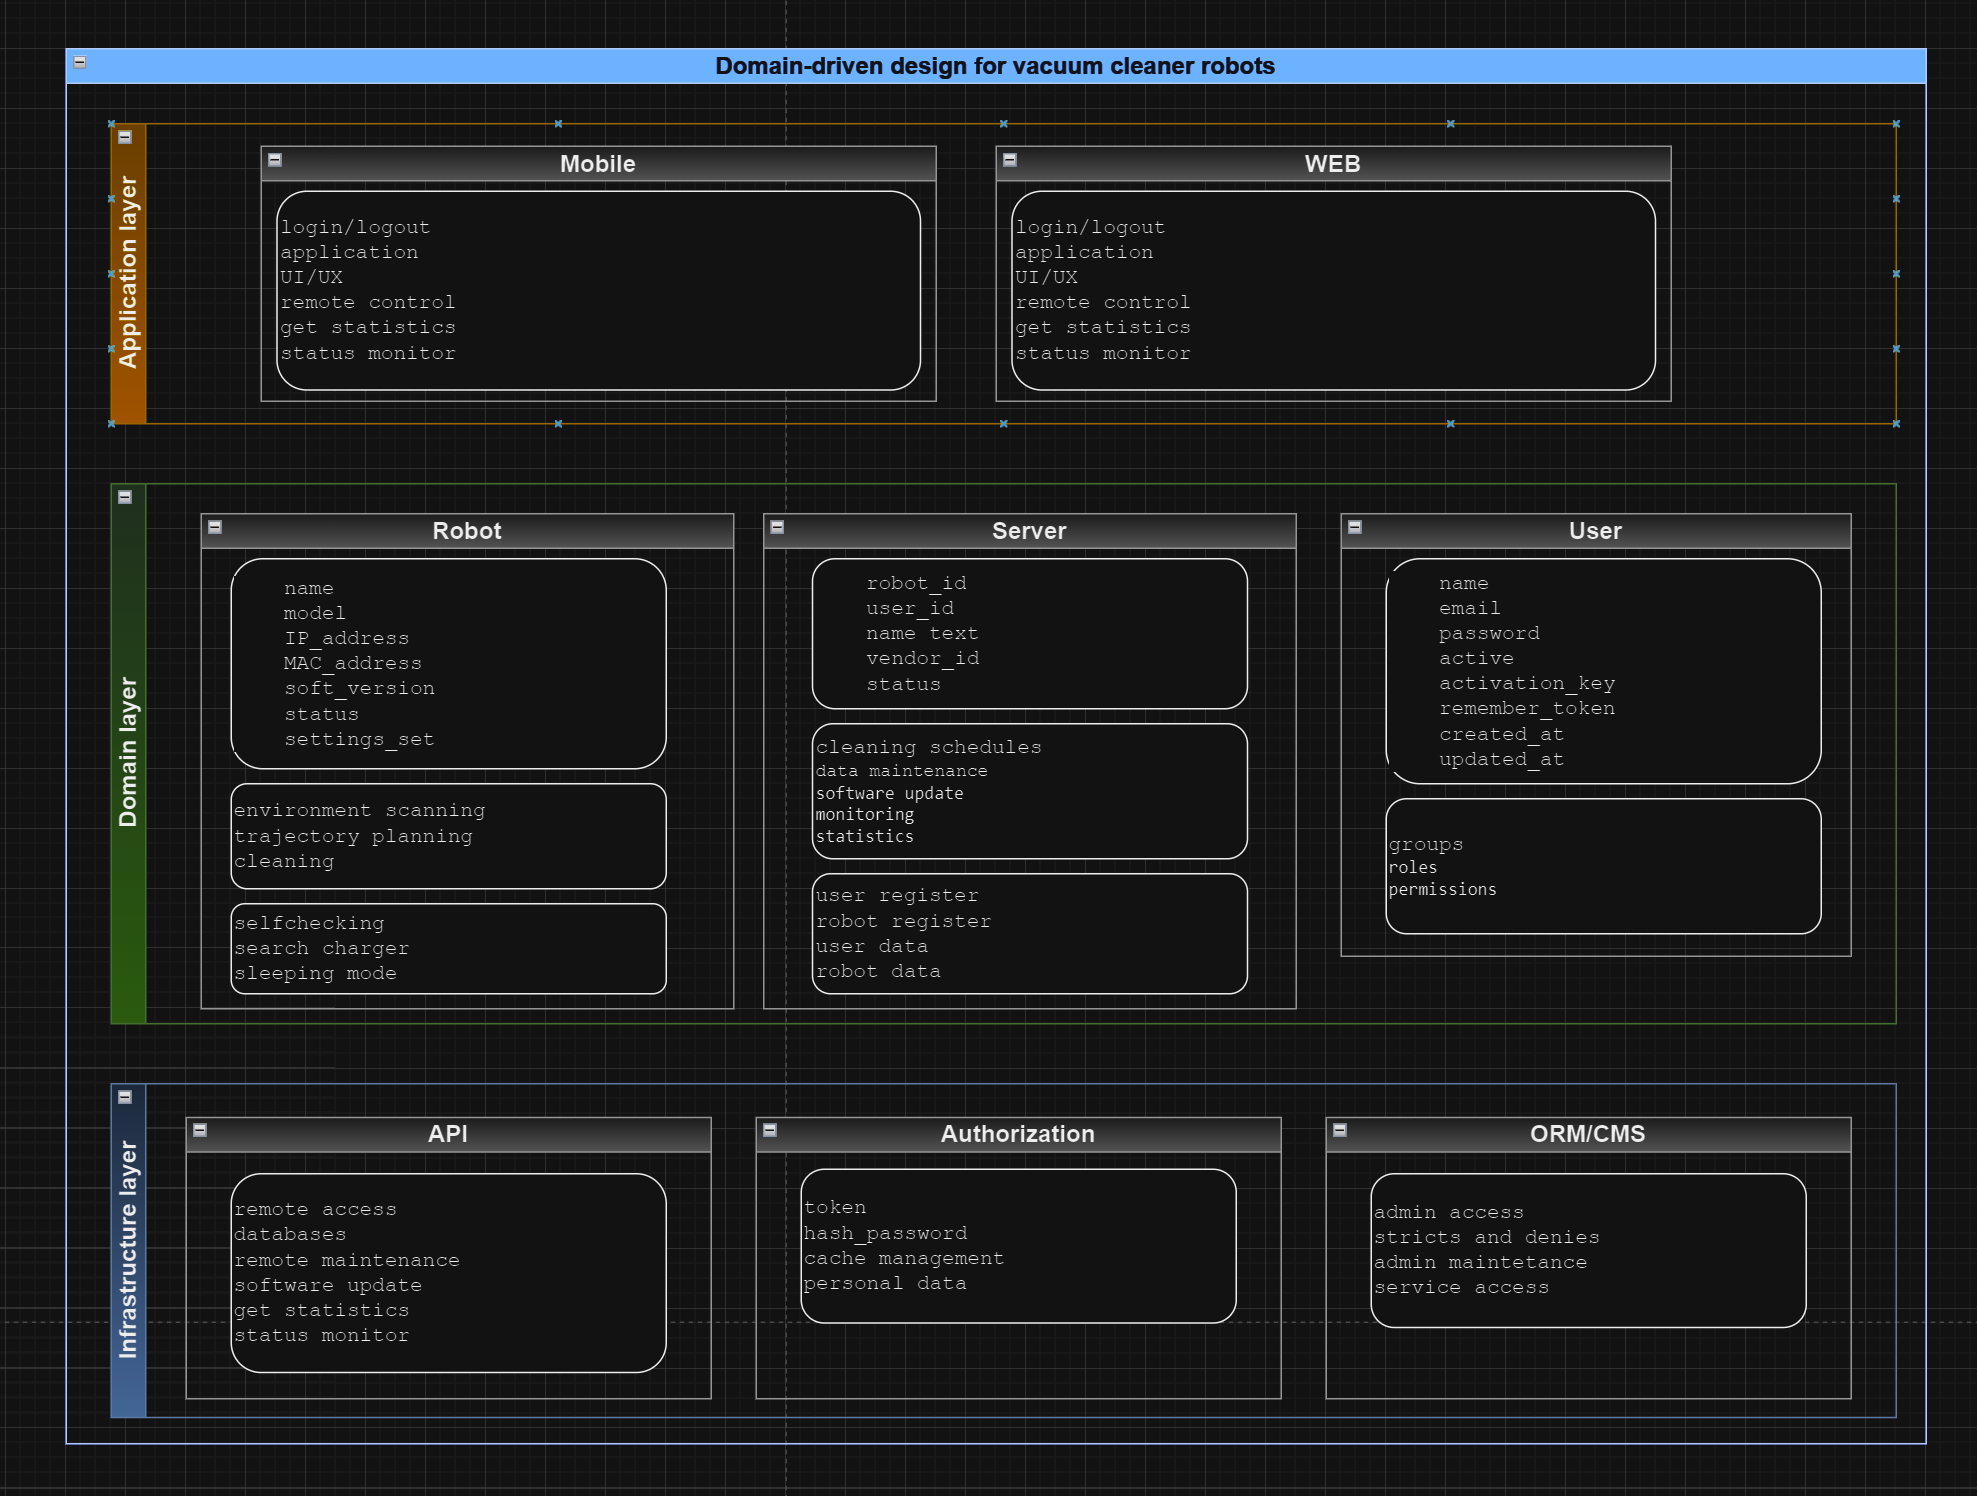 Domain-driven design for vacuum cleaner robots
Application layer
Mobile
login/logout
application
UI/UX
remote control
get statistics
status monitor
WEB
login/logout
application
UI/UX
remote control
get statistics
status monitor
Domain layer
Robot
name
model
IP_address
MAC_address
soft_version
status
settings_set
environment scanning
trajectory planning
cleaning
selfchecking
search charger
sleeping mode
Server
robot_id
user_id
name text
vendor_id
status
cleaning schedules
data maintenance
software update
monitoring
statistics
user register
robot register
user data
robot data
User
name
email
password
active
activation_key
remember_token
created_at
updated_at
groups
roles
permissions
Infrastructure layer
API
remote access
databases
remote maintenance
software update
get statistics
status monitor
Authorization
token
hash_password
cache management
personal data
ORM/CMS
admin access
stricts and denies
admin maintetance
service access